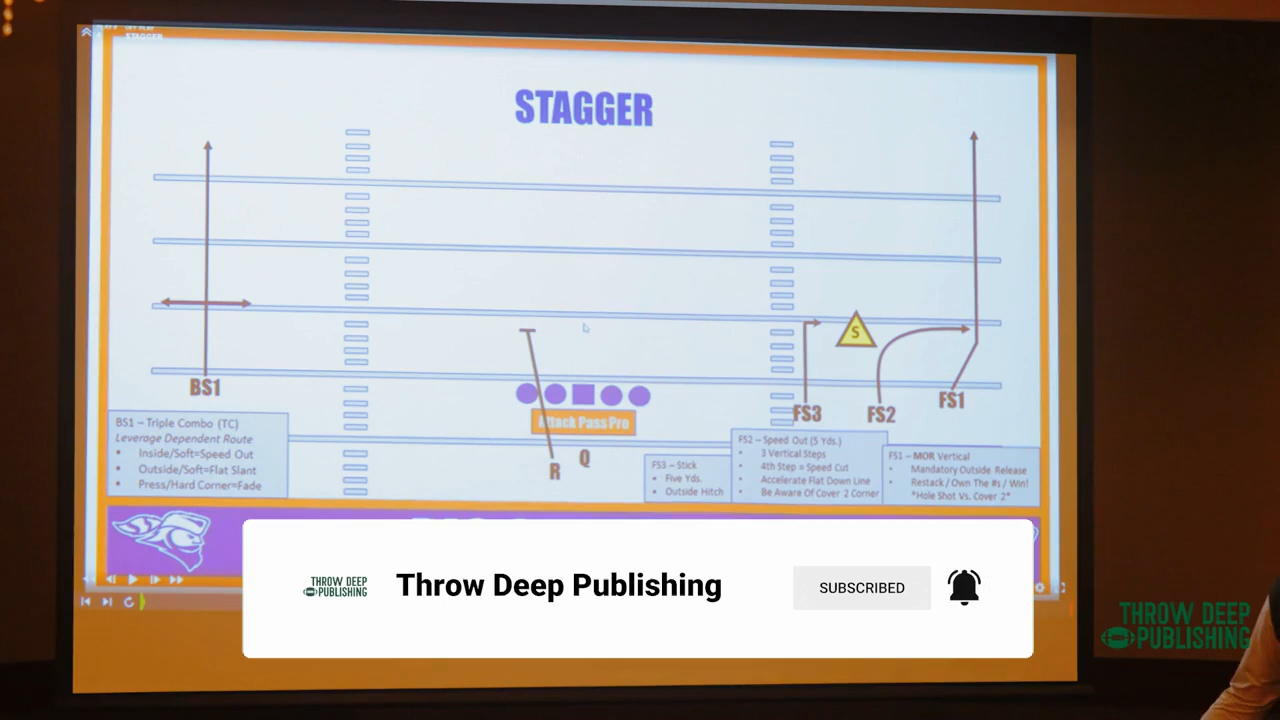 STAGGER
STAGGER
S
BS1
FS3
FS2
FS1
Attack Pass Pro
R
Q
BS1 – Triple Combo (TC)
Leverage Dependent Route
• Inside/Soft=Speed Out
• Outside/Soft=Flat Slant
• Press/Hard Corner=Fade
FS3 – Stick
• Five Yds.
• Outside Hitch
FS2 – Speed Out (5 Yds.)
• 3 Vertical Steps
• 4th Step = Speed Cut
• Accelerate Flat Down Line
• Be Aware Of Cover 2 Corner
FS1 – MOR Vertical
• Mandatory Outside Release
• Restack / Own The #s / Win!
*Hole Shot Vs. Cover 2*
THROW DEEP
PUBLISHING
Throw Deep Publishing
SUBSCRIBED
THROW DEEP
PUBLISHING